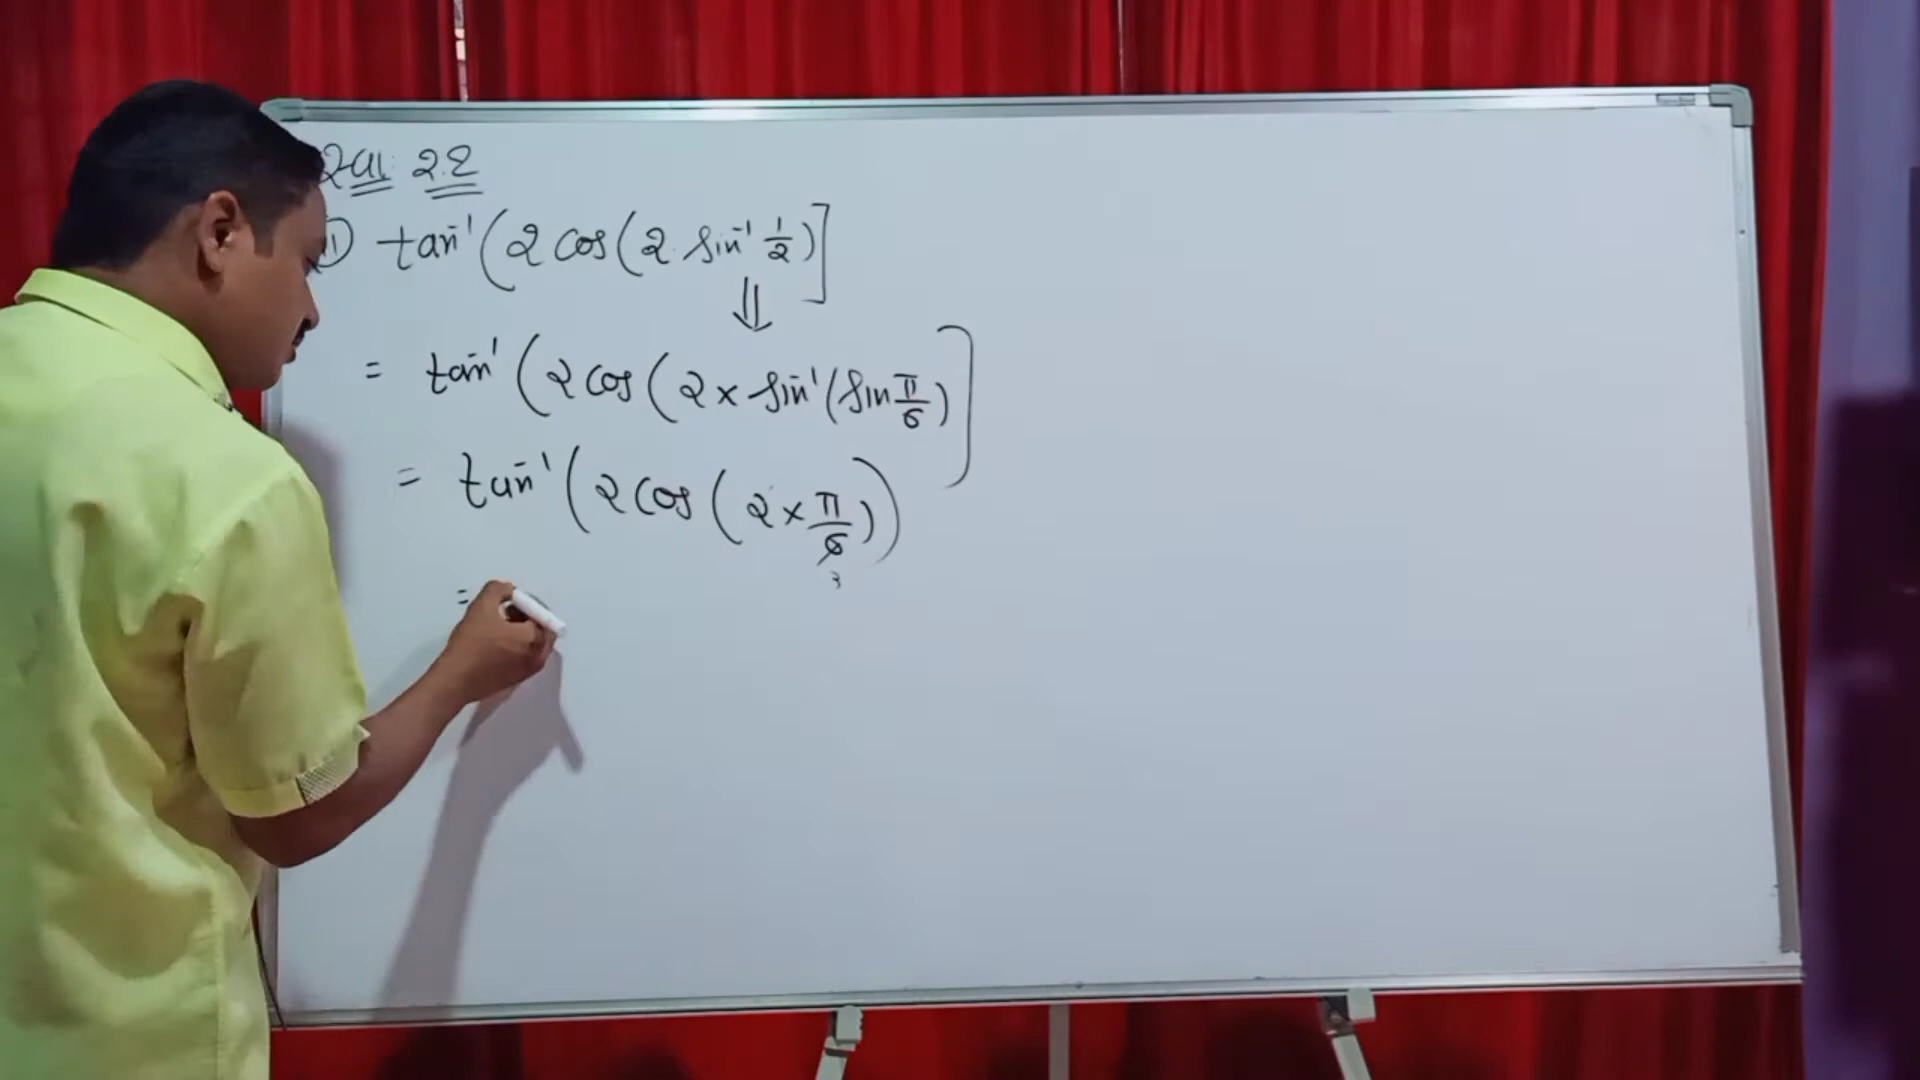 2.2
tan⁻¹(2 cos(2 sin⁻¹ 1/2)]
⇓
= tan⁻¹(2 cos(2 × sin⁻¹(sin π/6)]
= tan⁻¹(2 cos(2 × π/6))
3
=